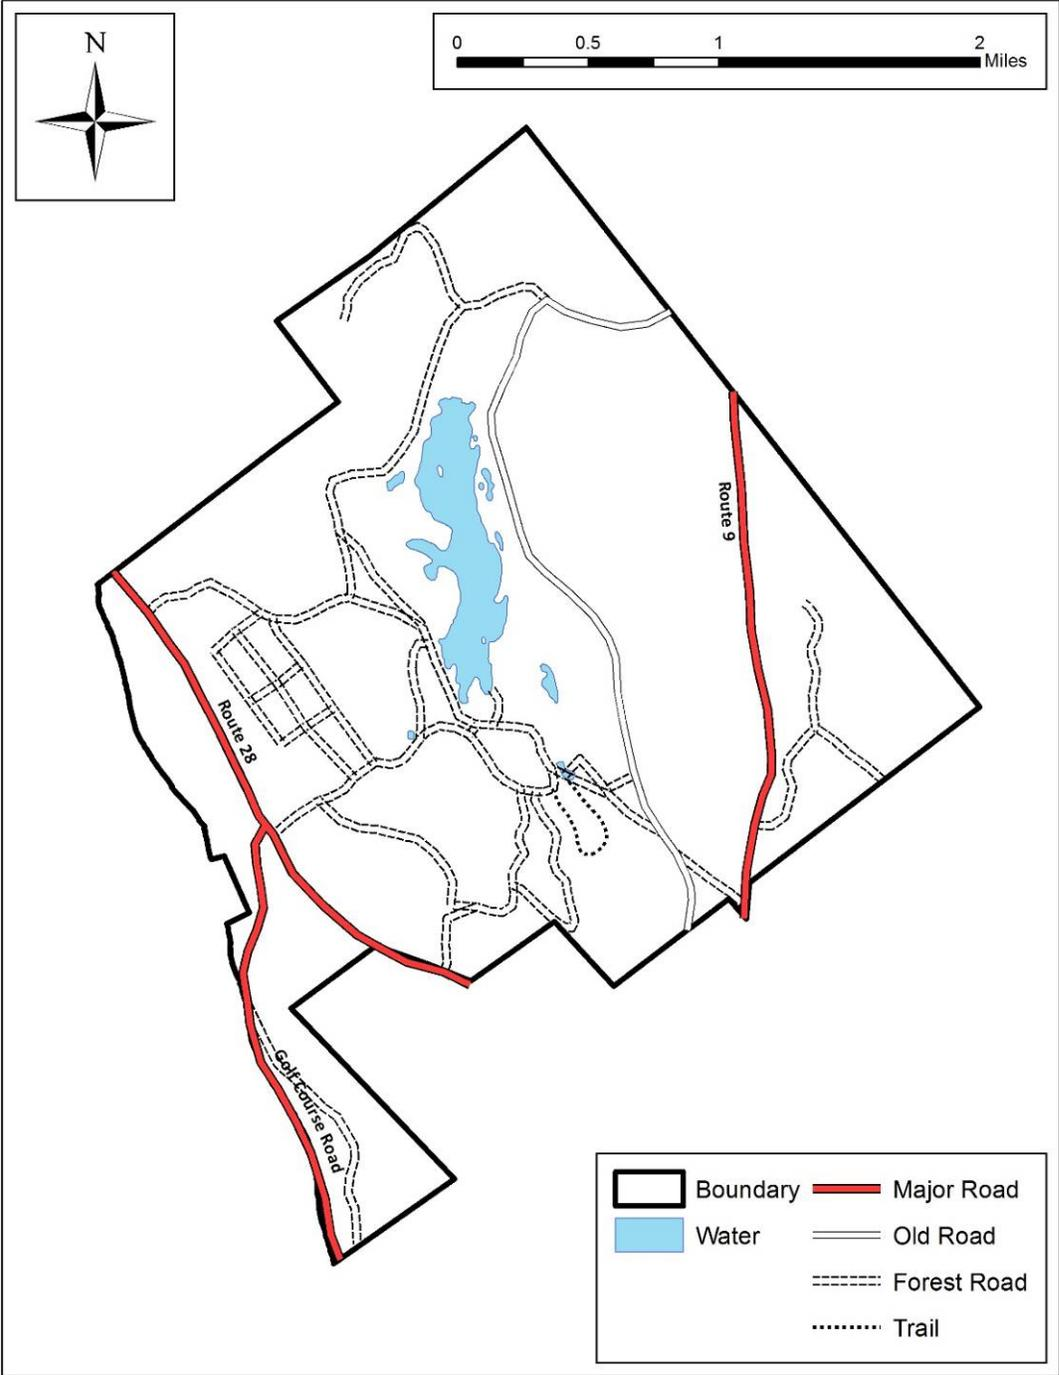 N
0 0.5 1 2
Miles
Route 9
Route 28
Golf Course Road
Boundary Major Road
Water Old Road
Forest Road
Trail